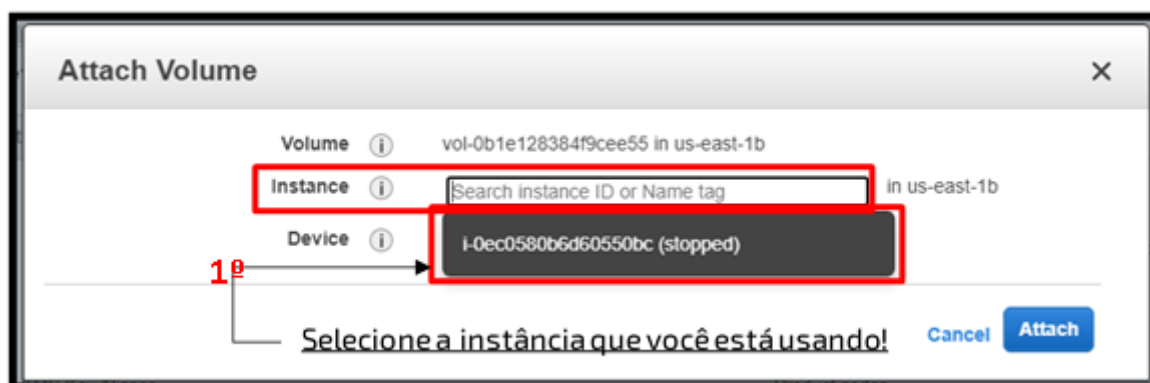 Attach Volume
Volume vol-0b1e128384f9cee55 in us-east-1b
Instance Search instance ID or Name tag in us-east-1b
Device i-0ec0580b6d60550bc (stopped)
1º
Selecione a instância que você está usando!
Cancel Attach